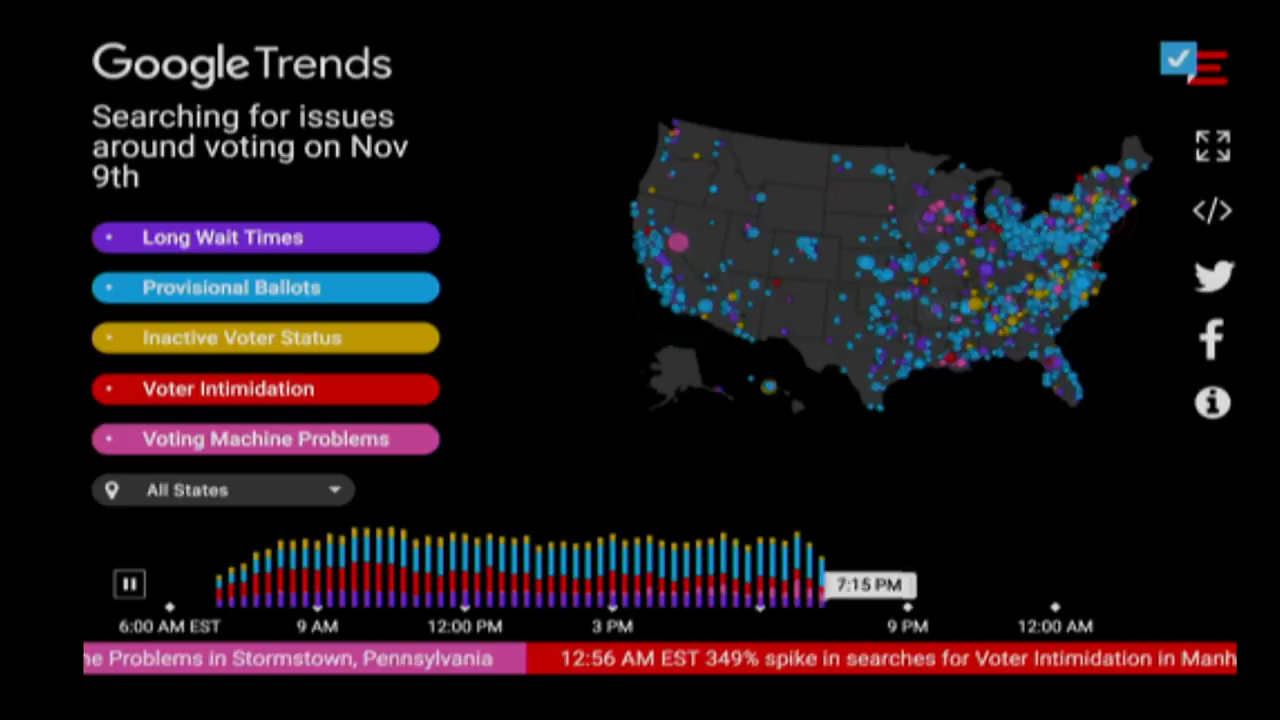 Google Trends
Searching for issues
around voting on Nov
9th
Long Wait Times
Provisional Ballots
Inactive Voter Status
Voter Intimidation
Voting Machine Problems
All States
7:15 PM
6:00 AM EST 9 AM 12:00 PM 3 PM 9 PM 12:00 AM
Problems in Stormstown, Pennsylvania 12:56 AM EST 349% spike in searches for Voter Intimidation in